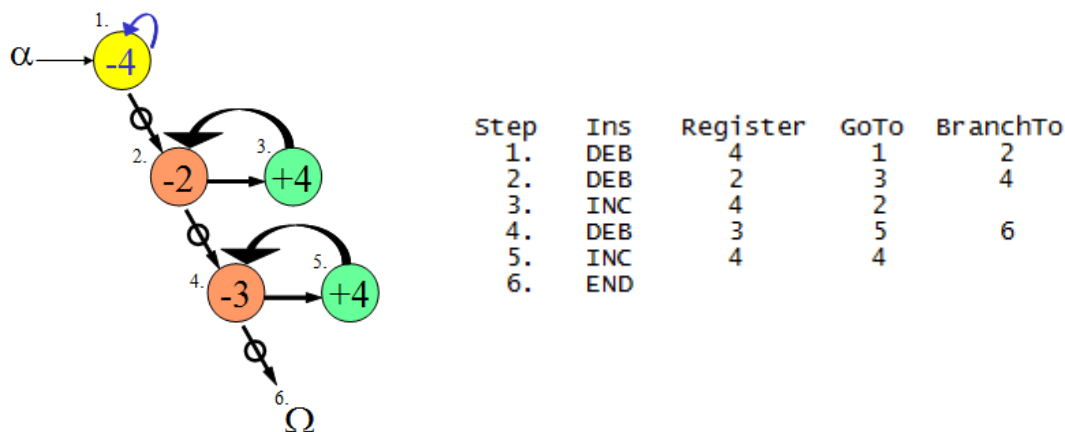 1.
α
-4
2.
-2
3.
+4
4.
-3
5.
+4
6.
Ω
Step Ins Register GoTo BranchTo
1. DEB 4 1 2
2. DEB 2 3 4
3. INC 4 2
4. DEB 3 5 6
5. INC 4 4
6. END